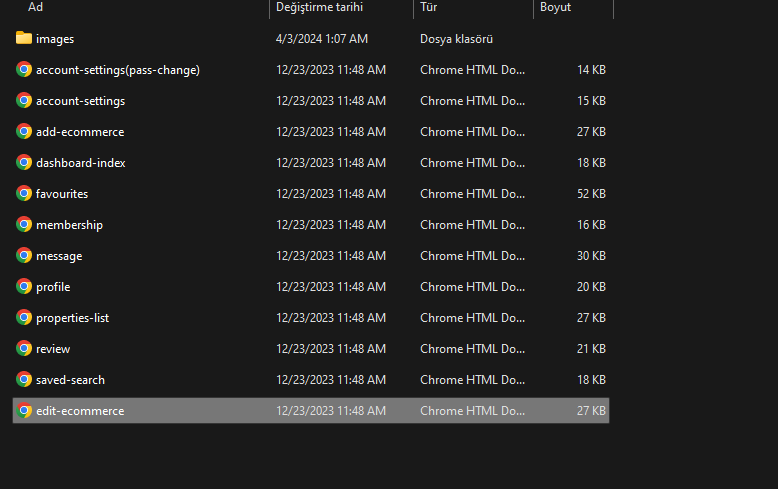 Ad Değiştirme tarihi Tür Boyut
images 4/3/2024 1:07 AM Dosya klasörü
account-settings(pass-change) 12/23/2023 11:48 AM Chrome HTML Do... 14 KB
account-settings 12/23/2023 11:48 AM Chrome HTML Do... 15 KB
add-ecommerce 12/23/2023 11:48 AM Chrome HTML Do... 27 KB
dashboard-index 12/23/2023 11:48 AM Chrome HTML Do... 18 KB
favourites 12/23/2023 11:48 AM Chrome HTML Do... 52 KB
membership 12/23/2023 11:48 AM Chrome HTML Do... 16 KB
message 12/23/2023 11:48 AM Chrome HTML Do... 30 KB
profile 12/23/2023 11:48 AM Chrome HTML Do... 20 KB
properties-list 12/23/2023 11:48 AM Chrome HTML Do... 27 KB
review 12/23/2023 11:48 AM Chrome HTML Do... 21 KB
saved-search 12/23/2023 11:48 AM Chrome HTML Do... 18 KB
edit-ecommerce 12/23/2023 11:48 AM Chrome HTML Do... 27 KB